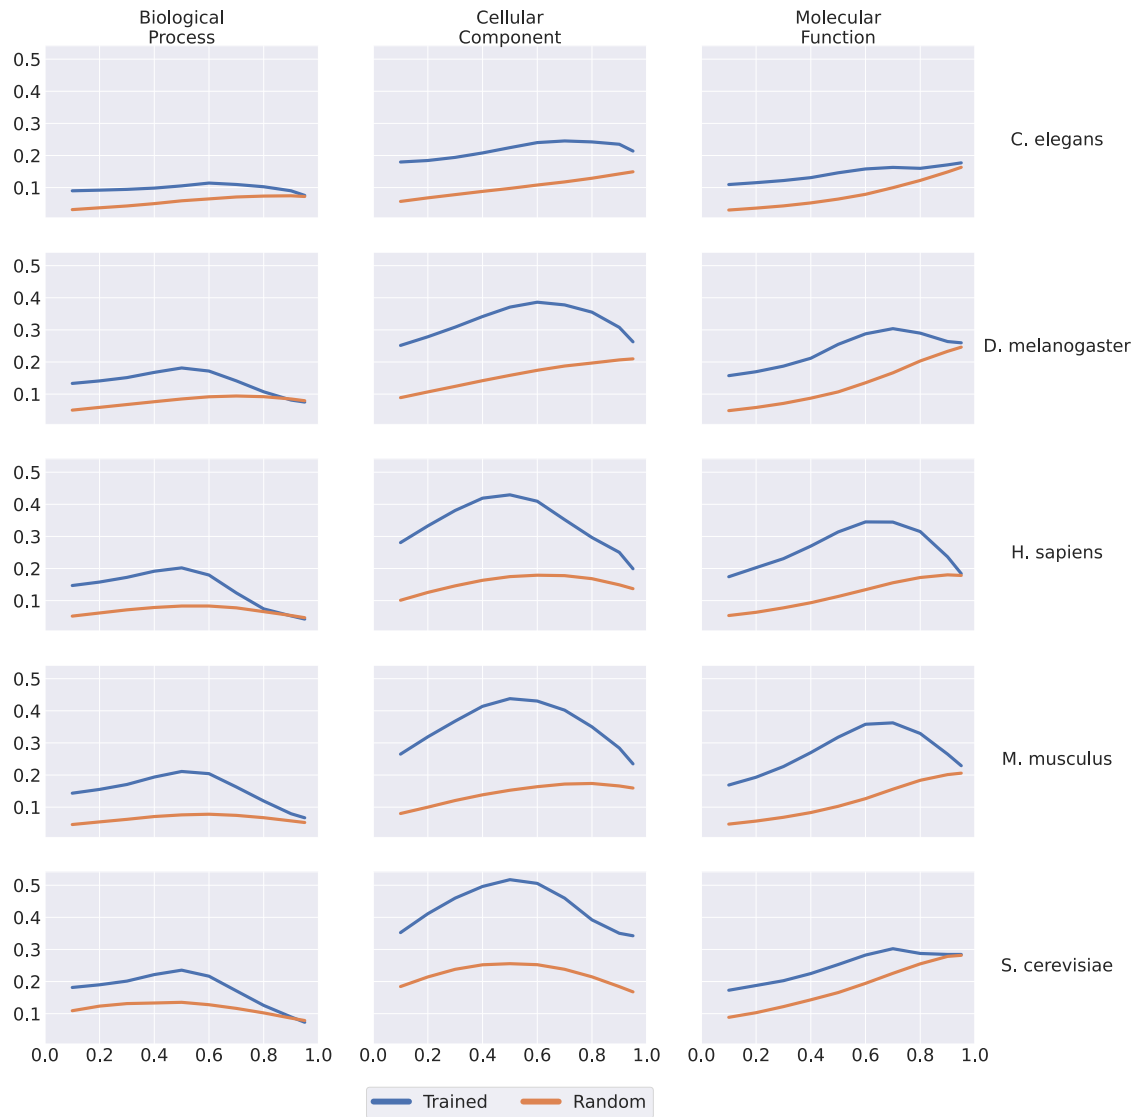 Biological
Process
Cellular
Component
Molecular
Function
0.5
0.4
0.3
0.2
0.1
C. elegans
0.5
0.4
0.3
0.2
0.1
D. melanogaster
0.5
0.4
0.3
0.2
0.1
H. sapiens
0.5
0.4
0.3
0.2
0.1
M. musculus
0.5
0.4
0.3
0.2
0.1
S. cerevisiae
0.0 0.2 0.4 0.6 0.8 1.0
0.0 0.2 0.4 0.6 0.8 1.0
0.0 0.2 0.4 0.6 0.8 1.0
Trained Random